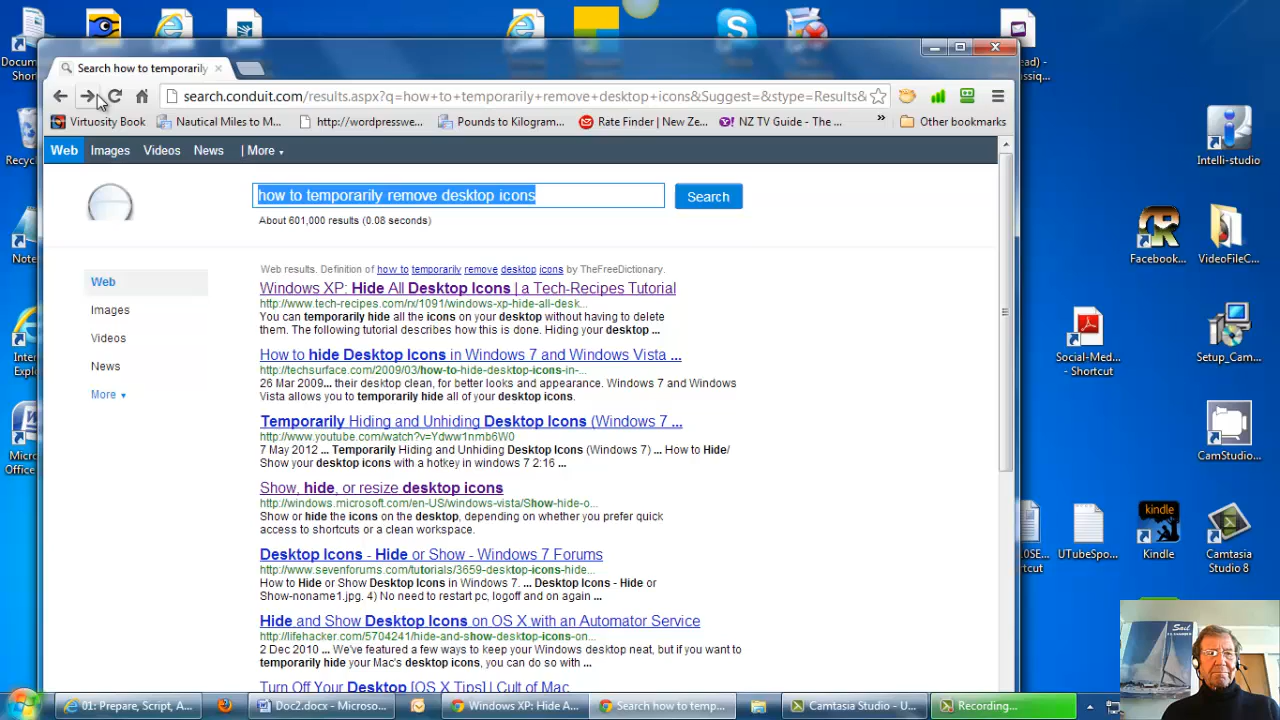 Search how to temporarily
search.conduit.com/results.aspx?q=how+to+temporarily+remove+desktop+icons&Suggest=&stype=Results&
Virtuosity Book
Nautical Miles to M...
http://wordpresswe...
Pounds to Kilogram...
Rate Finder | New Ze...
NZ TV Guide - The ...
»
Other bookmarks
Web Images Videos News | More
how to temporarily remove desktop icons
Search
About 601,000 results (0.08 seconds)
Web
Images
Videos
News
More
Web results. Definition of how to temporarily remove desktop icons by TheFreeDictionary.
Windows XP: Hide All Desktop Icons | a Tech-Recipes Tutorial
http://www.tech-recipes.com/rx/1091/windows-xp-hide-all-desk...
You can temporarily hide all the icons on your desktop without having to delete
them. The following tutorial describes how this is done. Hiding your desktop ...
How to hide Desktop Icons in Windows 7 and Windows Vista ...
http://techsurface.com/2009/03/how-to-hide-desktop-icons-in-...
26 Mar 2009... their desktop clean, for better looks and appearance. Windows 7 and Windows
Vista allows you to temporarily hide all of your desktop icons.
Temporarily Hiding and Unhiding Desktop Icons (Windows 7 ...
http://www.youtube.com/watch?v=Ydww1nmb6W0
7 May 2012 ... Temporarily Hiding and Unhiding Desktop Icons (Windows 7) ... How to Hide/
Show your desktop icons with a hotkey in windows 7 2:16 ...
Show, hide, or resize desktop icons
http://windows.microsoft.com/en-US/windows-vista/Show-hide-o...
Show or hide the icons on the desktop, depending on whether you prefer quick
access to shortcuts or a clean workspace.
Desktop Icons - Hide or Show - Windows 7 Forums
http://www.sevenforums.com/tutorials/3659-desktop-icons-hide...
How to Hide or Show Desktop Icons in Windows 7. ... Desktop Icons - Hide or
Show-noname1.jpg. 4) No need to restart pc, logoff and on again ...
Hide and Show Desktop Icons on OS X with an Automator Service
http://lifehacker.com/5704241/hide-and-show-desktop-icons-on...
2 Dec 2010 ... We've featured a few ways to keep your Windows desktop neat, but if you want to
temporarily hide your Mac's desktop icons, you can do so with ...
Turn Off Your Desktop [OS X Tips] | Cult of Mac
Docum
Shor
Recyc
Note
Inter
Explo
Micro
Office
Intelli-studio
Facebook...
VideoFileC...
Social-Med...
- Shortcut
Setup_Cam...
CamStudio...
UTubeSpo...
kindle
Kindle
Camtasia
Studio 8
Sail
01: Prepare, Script, A...
Doc2.docx - Microso...
Windows XP: Hide A...
Search how to temp...
Camtasia Studio - U...
Recording...